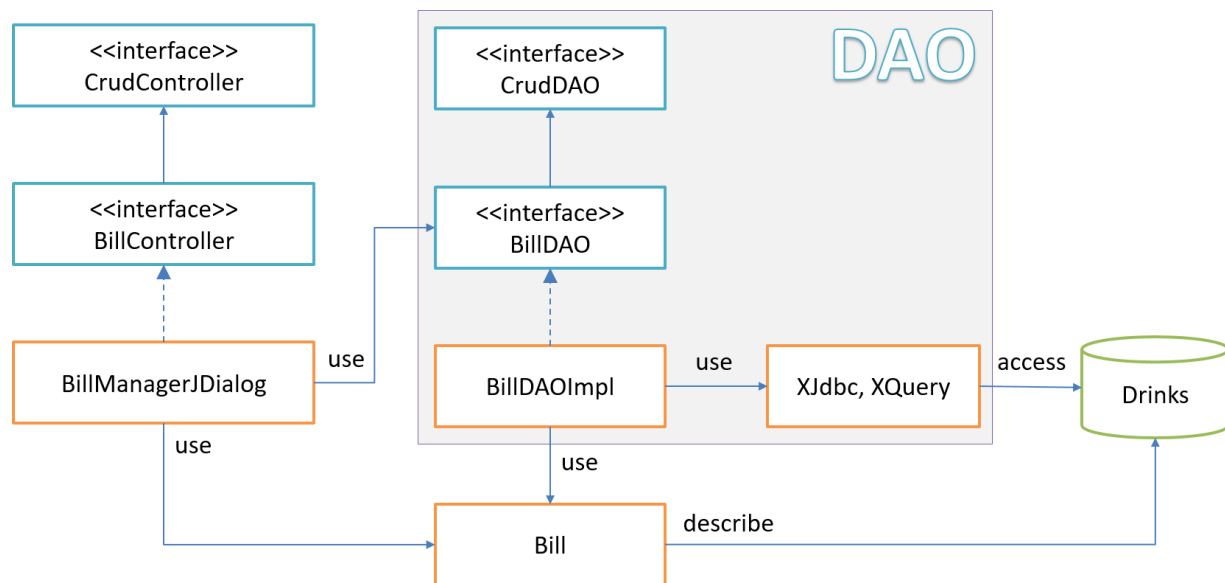 DAO
<<interface>>
CrudController
<<interface>>
CrudDAO
<<interface>>
BillController
<<interface>>
BillDAO
BillManagerJDialog
use
BillDAOImpl
use
XJdbc, XQuery
access
Drinks
use
use
Bill
describe